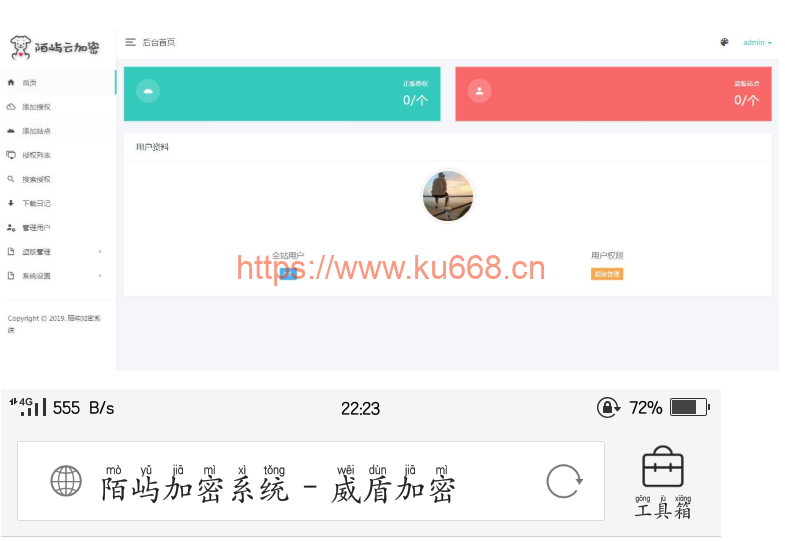 陌屿云加密
后台首页
admin
首页
添加授权
添加站点
授权列表
搜索授权
下载日记
管理用户
盗版管理
系统设置
Copyright © 2019. 陌屿加密系
统
正版授权
0/个
盗版站点
0/个
用户资料
全站用户
用户权限
超级管理
https://www.ku668.cn
4G 555 B/s
22:23
72%
mò yǔ jiā mì xì tǒng wēi dùn jiā mì
陌屿加密系统 - 威盾加密
gōng jù xiāng
工具箱